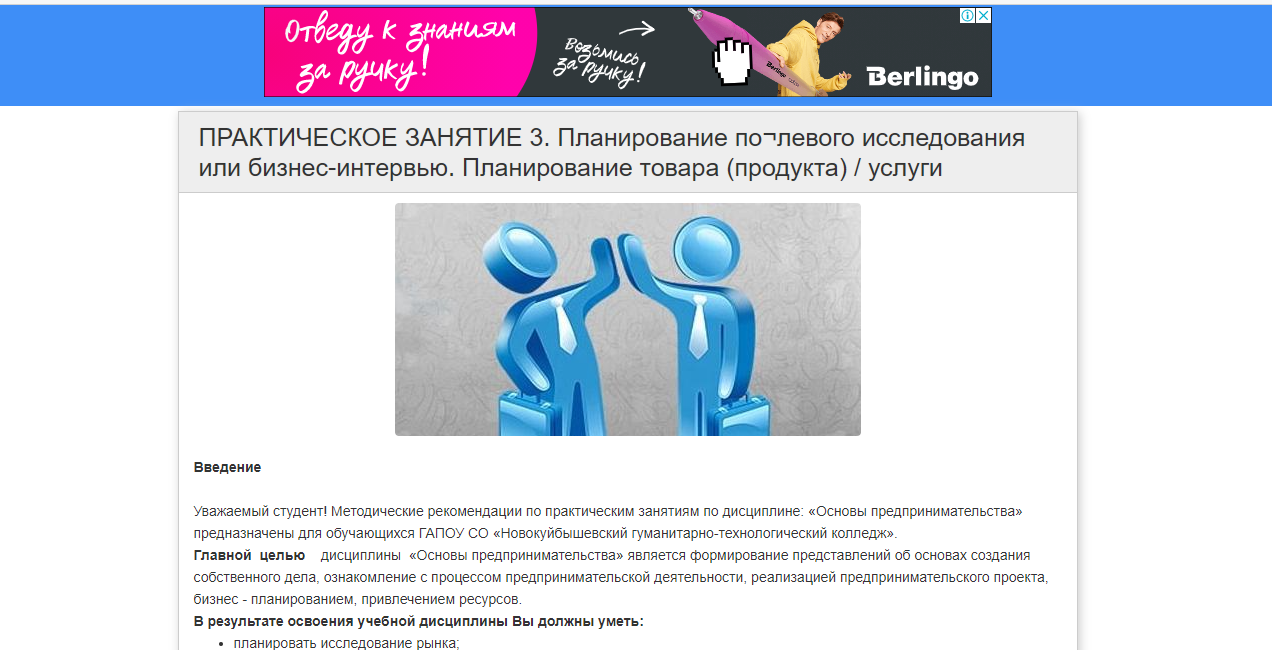 Отведу к знаниям
за ручку!
Возьмись
за ручку!
Berlingo
Berlingo
ПРАКТИЧЕСКОЕ ЗАНЯТИЕ 3. Планирование по¬левого исследования
или бизнес-интервью. Планирование товара (продукта) / услуги
Введение
Уважаемый студент! Методические рекомендации по практическим занятиям по дисциплине: «Основы предпринимательства»
предназначены для обучающихся ГАПОУ СО «Новокуйбышевский гуманитарно-технологический колледж».
Главной целью дисциплины «Основы предпринимательства» является формирование представлений об основах создания
собственного дела, ознакомление с процессом предпринимательской деятельности, реализацией предпринимательского проекта,
бизнес - планированием, привлечением ресурсов.
В результате освоения учебной дисциплины Вы должны уметь:
• планировать исследование рынка;